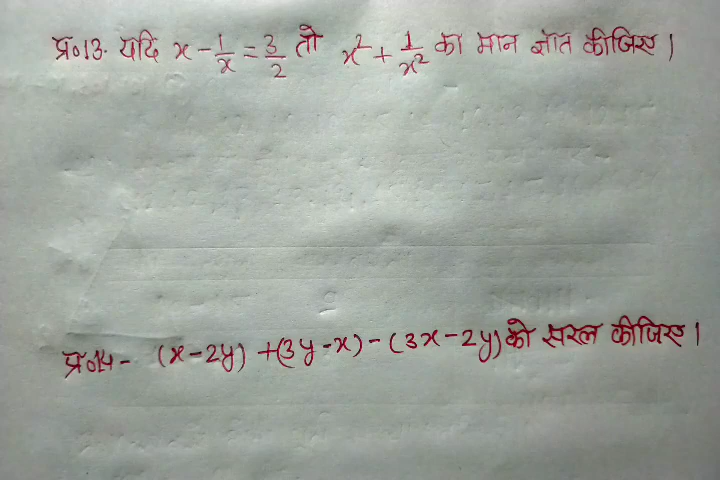 प्र०13. यदि x - 1/x = 3/2 तो x² + 1/x² का मान ज्ञात कीजिए।
प्र०14- (x-2y) +(3y-x)-(3x-2y) को सरल कीजिए।